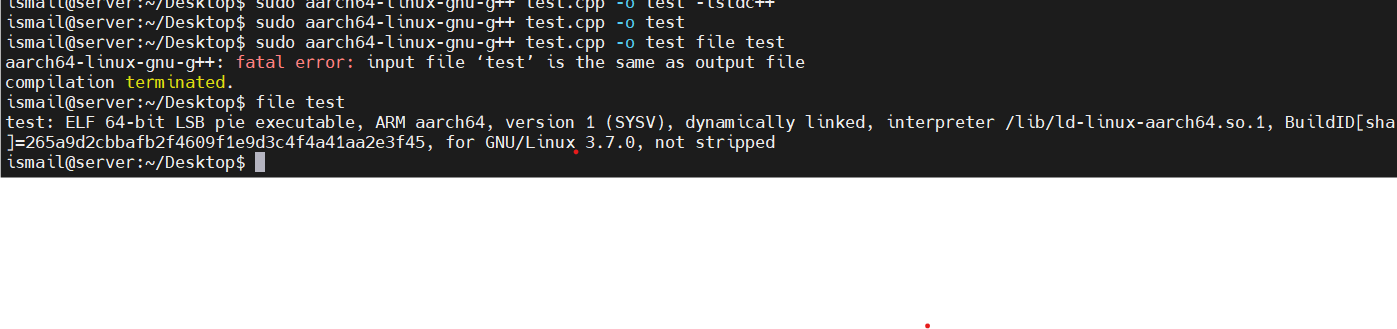 ismail@server:~/Desktop$ sudo aarch64-linux-gnu-g++ test.cpp -o test -lstdc++
ismail@server:~/Desktop$ sudo aarch64-linux-gnu-g++ test.cpp -o test
ismail@server:~/Desktop$ sudo aarch64-linux-gnu-g++ test.cpp -o test file test
aarch64-linux-gnu-g++: fatal error: input file ‘test’ is the same as output file
compilation terminated.
ismail@server:~/Desktop$ file test
test: ELF 64-bit LSB pie executable, ARM aarch64, version 1 (SYSV), dynamically linked, interpreter /lib/ld-linux-aarch64.so.1, BuildID[sha
]=265a9d2cbbafb2f4609f1e9d3c4f4a41aa2e3f45, for GNU/Linux 3.7.0, not stripped
ismail@server:~/Desktop$